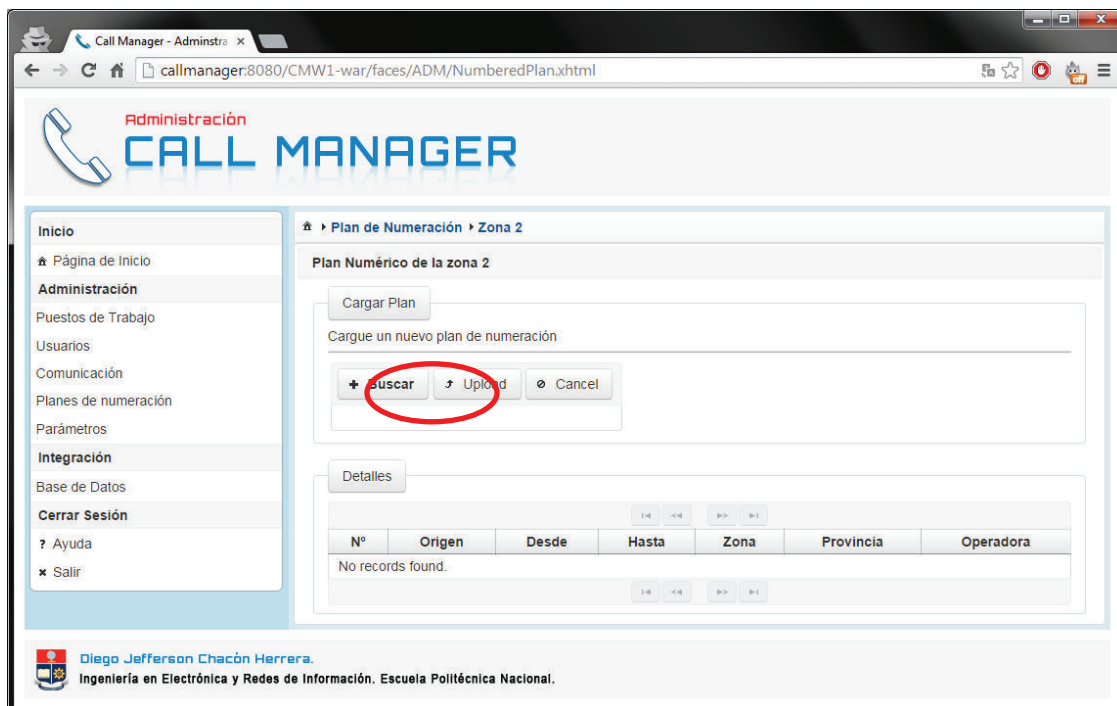 Call Manager - Adminstra
callmanager:8080/CMW1-war/faces/ADM/NumberedPlan.xhtml
off
Administración
CALL MANAGER
Inicio
Página de Inicio
Administración
Puestos de Trabajo
Usuarios
Comunicación
Planes de numeración
Parámetros
Integración
Base de Datos
Cerrar Sesión
? Ayuda
Salir
Plan de Numeración Zona 2
Plan Numérico de la zona 2
Cargar Plan
Cargue un nuevo plan de numeración
Buscar Upload Cancel
Detalles
Nº Origen Desde Hasta Zona Provincia Operadora
No records found.
Diego Jefferson Chacón Herrera.
Ingeniería en Electrónica y Redes de Información. Escuela Politécnica Nacional.